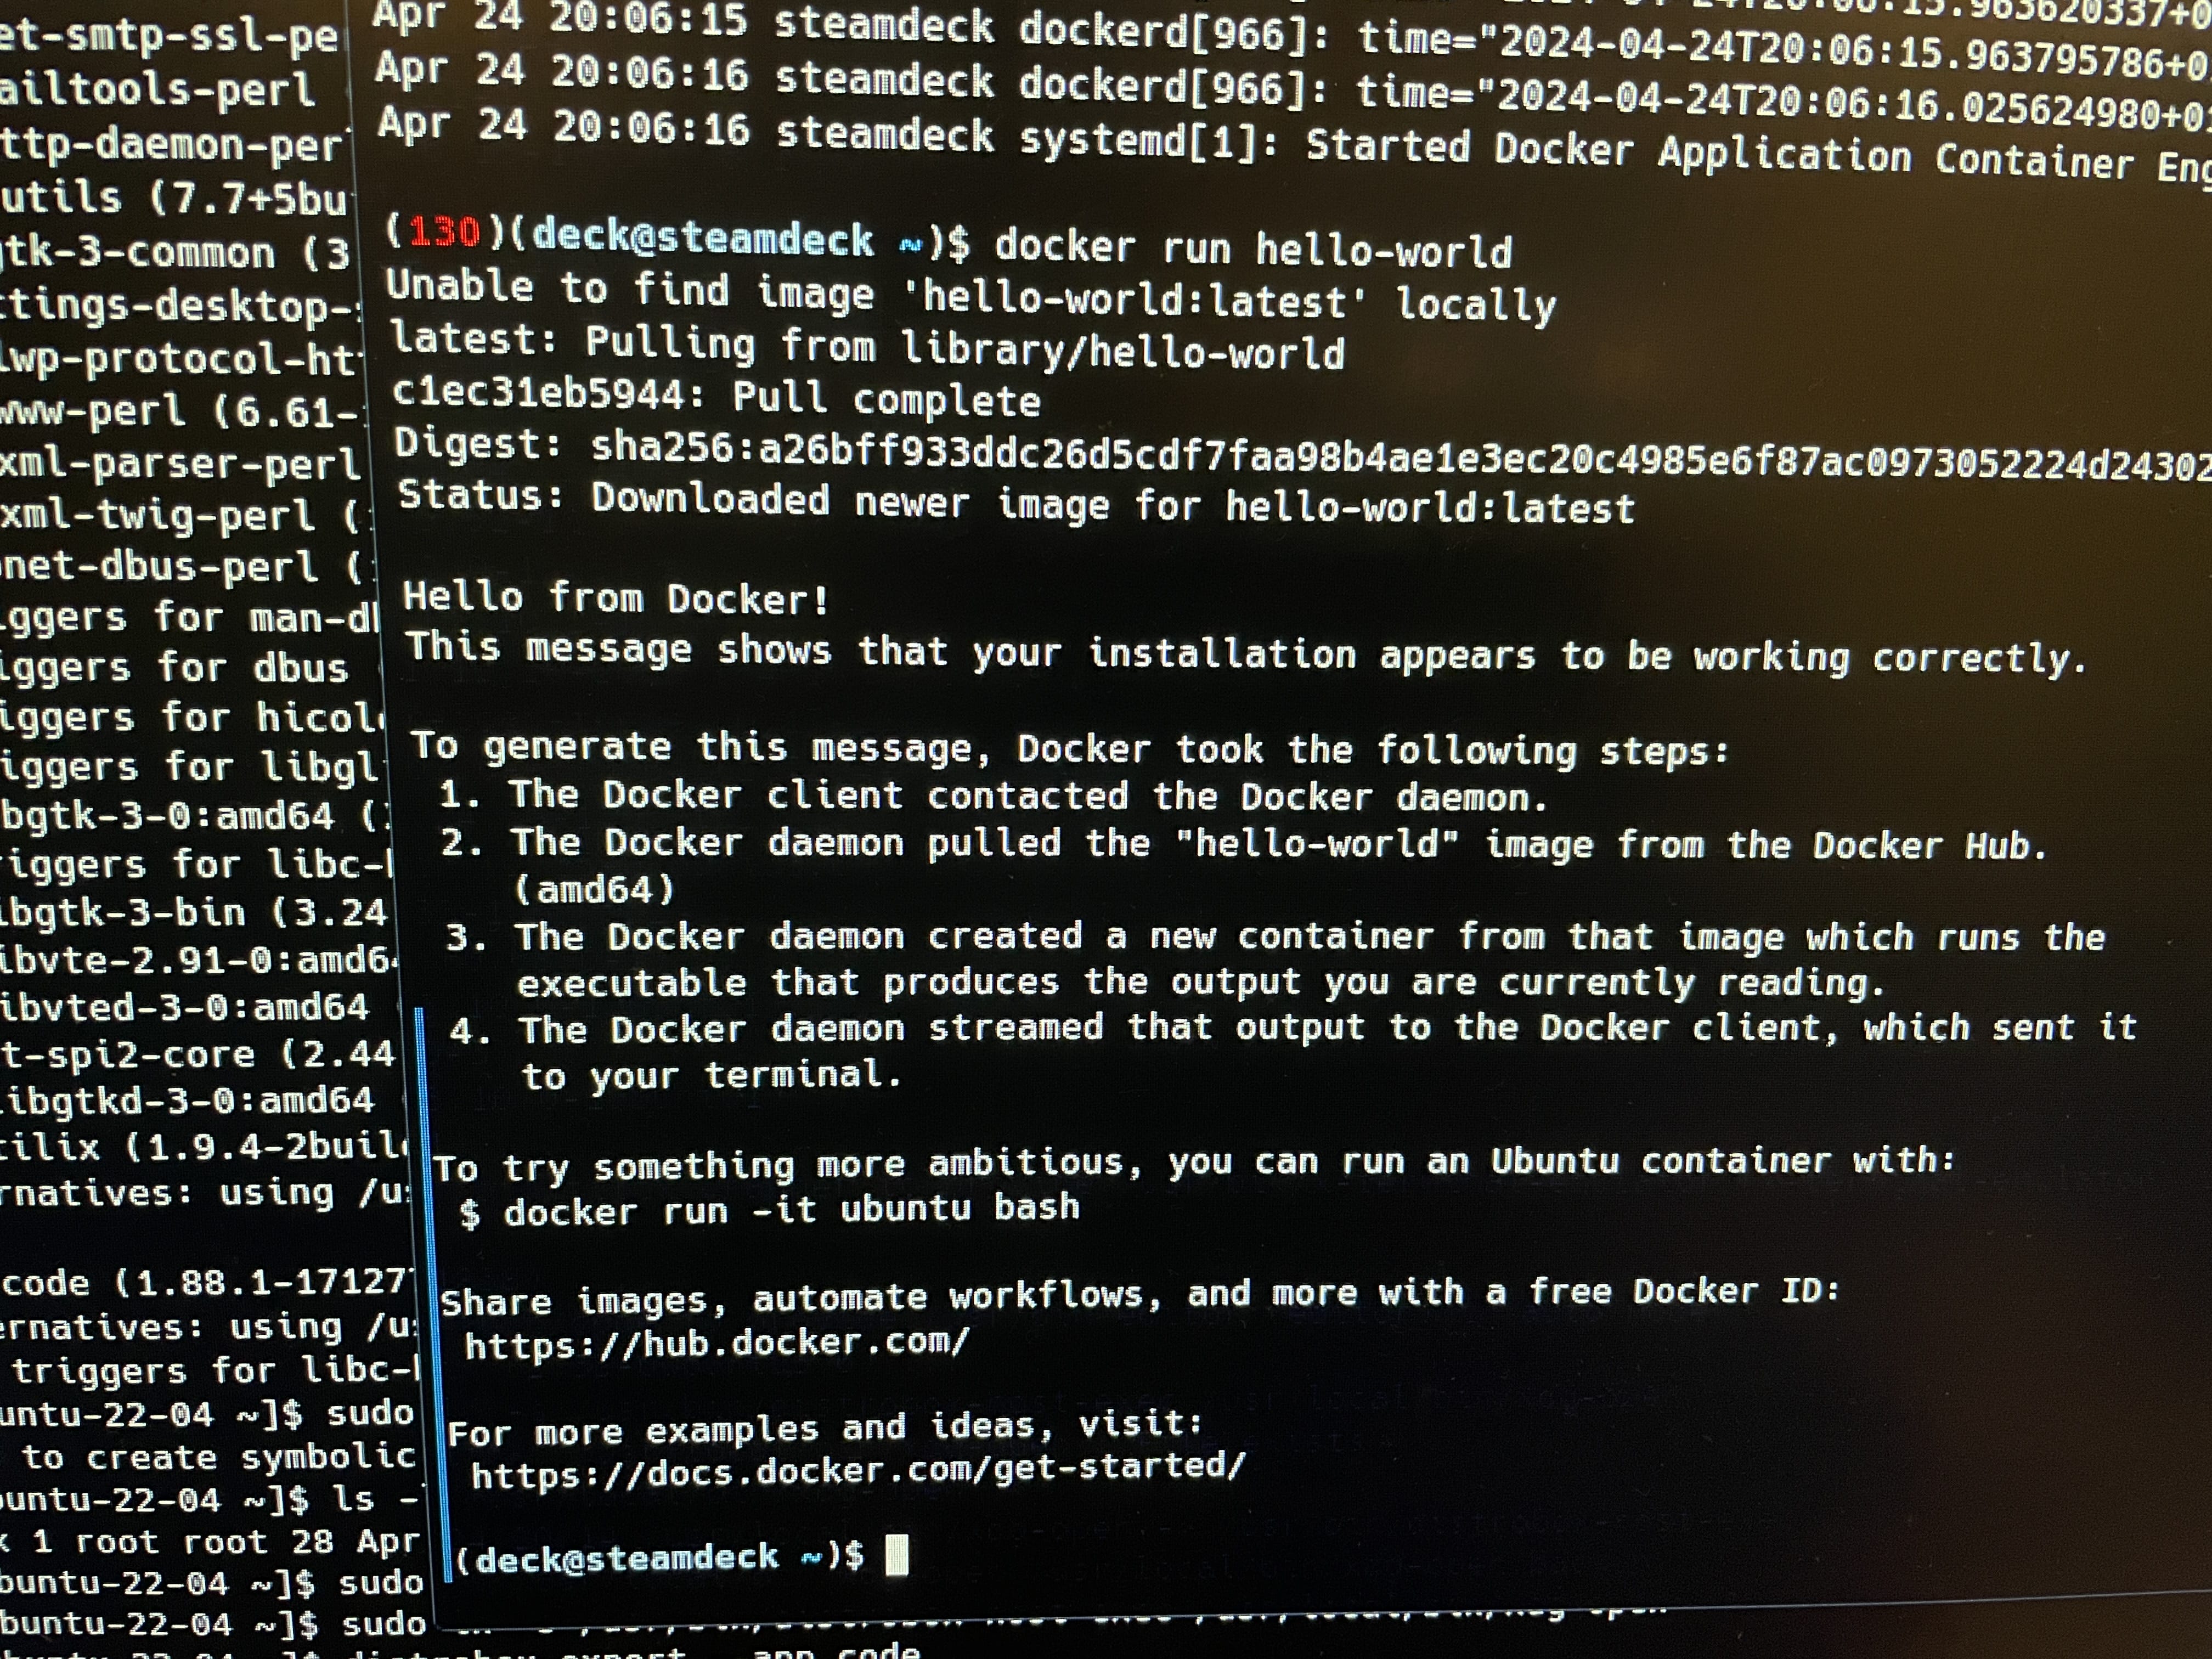 et-smtp-ssl-pe
ailtools-perl
ttp-daemon-per
utils (7.7+5bu
tk-3-common (3
tings-desktop-
lwp-protocol-ht
www-perl (6.61-
xml-parser-perl
xml-twig-perl (
net-dbus-perl (
ggers for man-d
iggers for dbus
iggers for hicol
iggers for libgl
bgtk-3-0:amd64 (
riggers for libc-
ibgtk-3-bin (3.24
ibvte-2.91-0:amd6
ibvted-3-0:amd64
t-spi2-core (2.44
libgtkd-3-0:amd64
tilix (1.9.4-2buil
rnatives: using /u
code (1.88.1-17127
ernatives: using /u
triggers for libc-
untu-22-04 ~]$ sudo
to create symbolic
untu-22-04 ~]$ ls -
1 root root 28 Apr
buntu-22-04 ~]$ sudo
buntu-22-04 ~]$ sudo
app code
Apr 24 20:06:15 steamdeck dockerd[966]: time="2024-04-24T20:06:15.963795786+0
Apr 24 20:06:16 steamdeck dockerd[966]: time="2024-04-24T20:06:16.025624980+0
Apr 24 20:06:16 steamdeck systemd[1]: Started Docker Application Container Eng
(130)(deck@steamdeck ~)$ docker run hello-world
Unable to find image 'hello-world:latest' locally
latest: Pulling from library/hello-world
c1ec31eb5944: Pull complete
Digest: sha256:a26bff933ddc26d5cdf7faa98b4ae1e3ec20c4985e6f87ac0973052224d24302
Status: Downloaded newer image for hello-world:latest
Hello from Docker!
This message shows that your installation appears to be working correctly.
To generate this message, Docker took the following steps:
1. The Docker client contacted the Docker daemon.
2. The Docker daemon pulled the "hello-world" image from the Docker Hub.
(amd64)
3. The Docker daemon created a new container from that image which runs the
executable that produces the output you are currently reading.
4. The Docker daemon streamed that output to the Docker client, which sent it
to your terminal.
To try something more ambitious, you can run an Ubuntu container with:
$ docker run -it ubuntu bash
Share images, automate workflows, and more with a free Docker ID:
https://hub.docker.com/
For more examples and ideas, visit:
https://docs.docker.com/get-started/
(deck@steamdeck ~)$